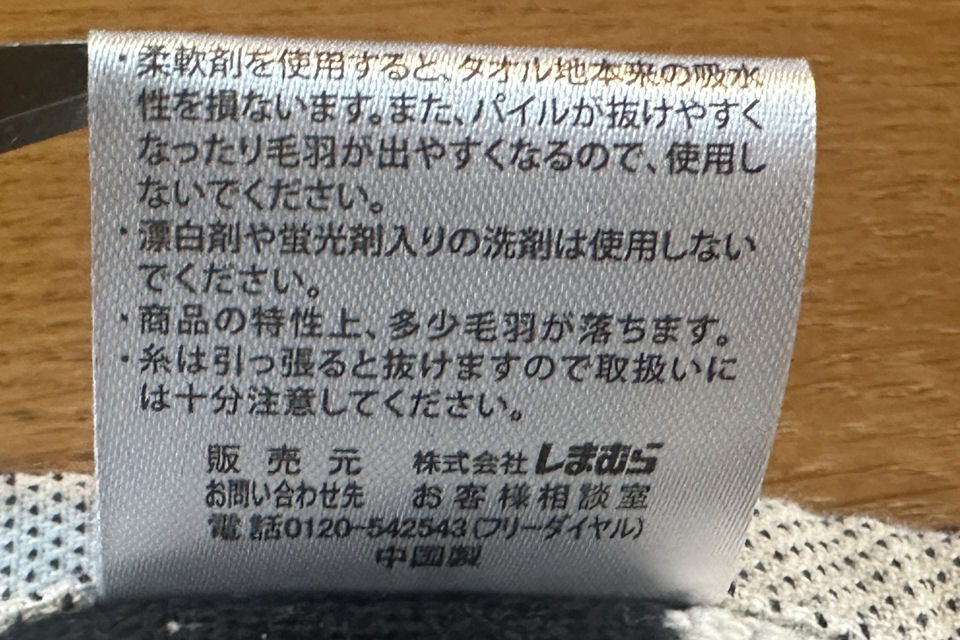 ・柔軟剤を使用すると、タオル地本来の吸水
性を損ないます。また、パイルが抜けやすく
なったり毛羽が出やすくなるので、使用し
ないでください。
・漂白剤や蛍光剤入りの洗剤は使用しない
でください。
・商品の特性上、多少毛羽が落ちます。
・糸は引っ張ると抜けますので取扱いに
は十分注意してください。
販売元 株式会社しまむら
お問い合わせ先 お客様相談室
電話0120-542543(フリーダイヤル)
中国製